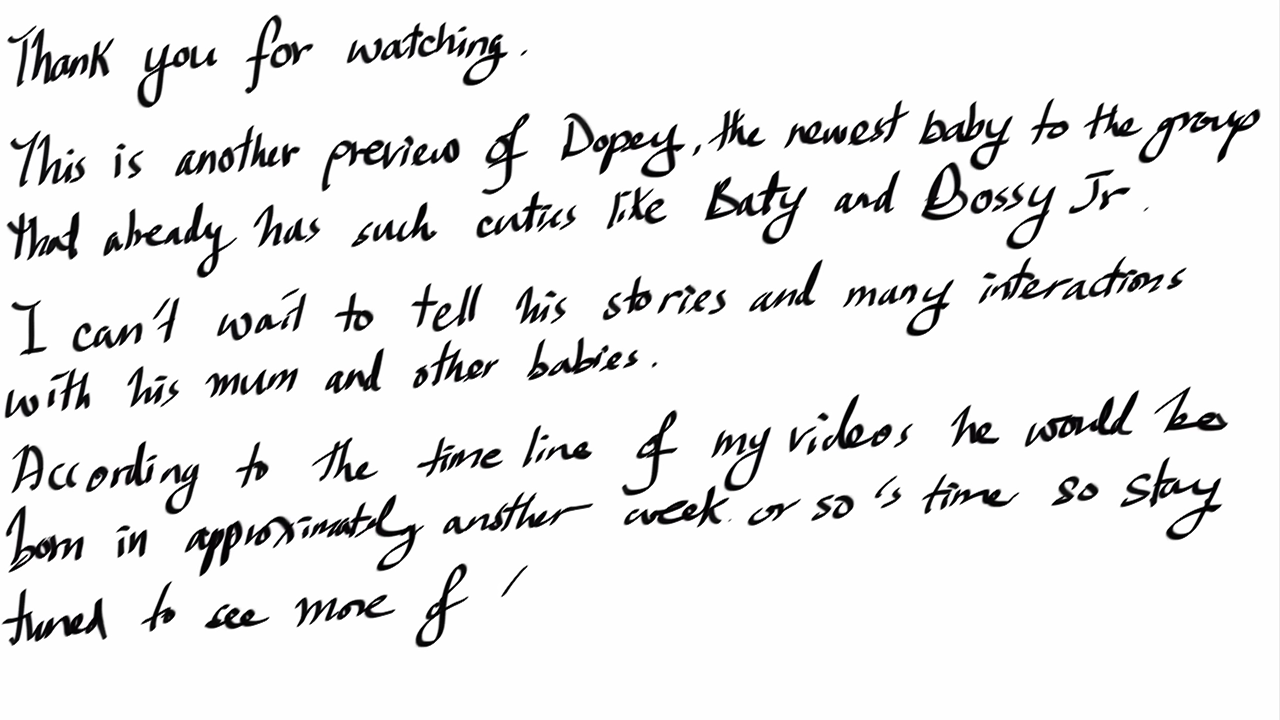 Thank you for watching.
This is another preview of Dopey, the newest baby to the group
that already has such cuties like Baty and Bossy Jr.
I can't wait to tell his stories and many interactions
with his mum and other babies.
According to the time line of my videos he would be
born in approximately another week or so's time so stay
tuned to see more of